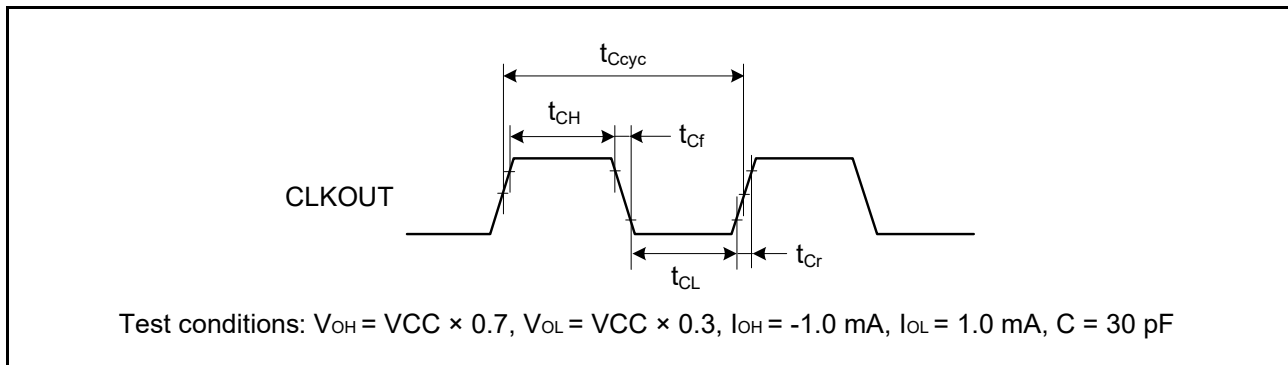 tCcyc
tCH
tCf
CLKOUT
tCr
tCL
Test conditions: VOH = VCC × 0.7, VOL = VCC × 0.3, IOH = -1.0 mA, IOL = 1.0 mA, C = 30 pF